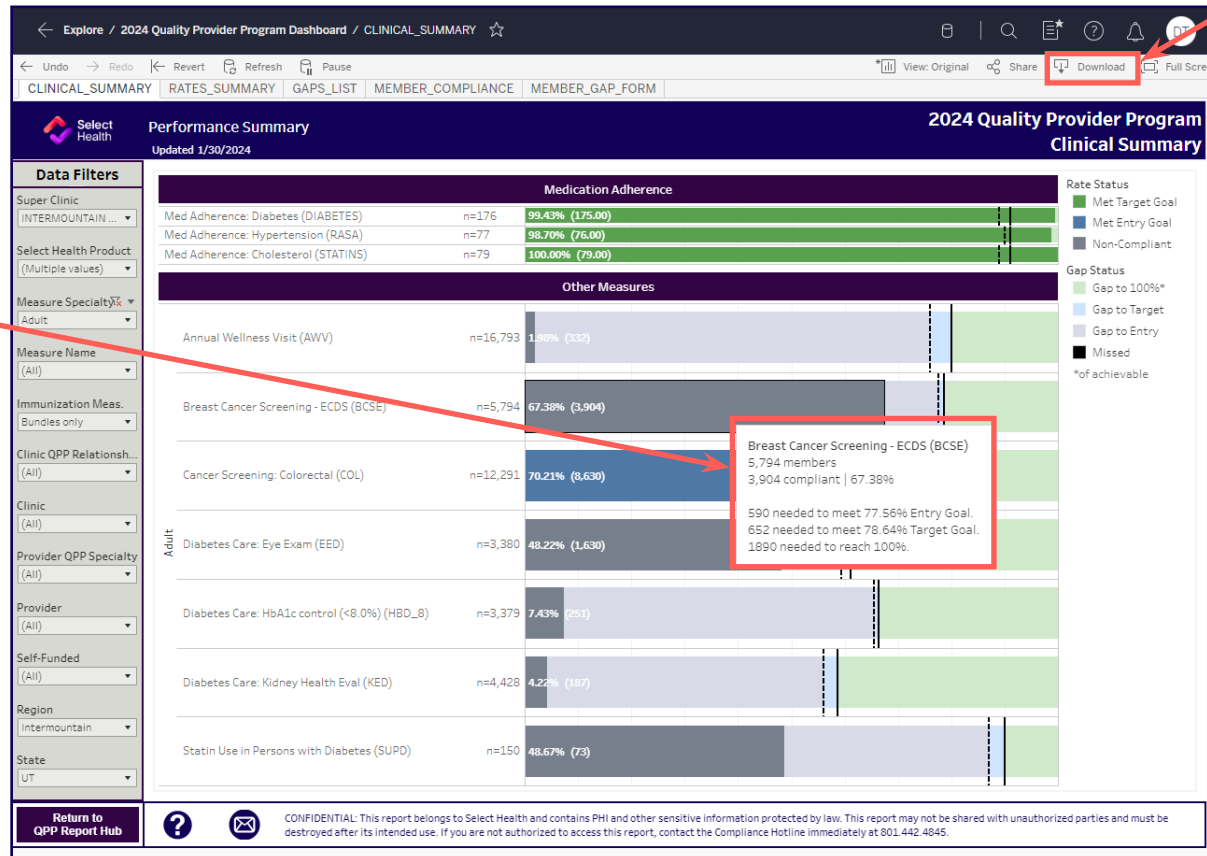 Explore / 2024 Quality Provider Program Dashboard / CLINICAL_SUMMARY
DT
Undo Redo Revert Refresh Pause View: Original Share Download Full Scre
CLINICAL_SUMMARY RATES_SUMMARY GAPS_LIST MEMBER_COMPLIANCE MEMBER_GAP_FORM
Select
Health
Performance Summary
Updated 1/30/2024
2024 Quality Provider Program
Clinical Summary
Data Filters
Super Clinic
INTERMOUNTAIN ...
Select Health Product
(Multiple values)
Measure Specialty
Adult
Measure Name
(All)
Immunization Meas.
Bundles only
Clinic QPP Relationsh...
(All)
Clinic
(All)
Provider QPP Specialty
(All)
Provider
(All)
Self-Funded
(All)
Region
Intermountain
State
UT
Return to
QPP Report Hub
Medication Adherence
Med Adherence: Diabetes (DIABETES) n=176 99.43% (175.00)
Med Adherence: Hypertension (RASA) n=77 98.70% (76.00)
Med Adherence: Cholesterol (STATINS) n=79 100.00% (79.00)
Other Measures
Adult
Annual Wellness Visit (AWV) n=16,793 1.98% (332)
Breast Cancer Screening - ECDS (BCSE) n=5,794 67.38% (3,904)
Cancer Screening: Colorectal (COL) n=12,291 70.21% (8,630)
Diabetes Care: Eye Exam (EED) n=3,380 48.22% (1,630)
Diabetes Care: HbA1c control (<8.0%) (HBD_8) n=3,379 7.43% (251)
Diabetes Care: Kidney Health Eval (KED) n=4,428 4.22% (187)
Statin Use in Persons with Diabetes (SUPD) n=150 48.67% (73)
Breast Cancer Screening - ECDS (BCSE)
5,794 members
3,904 compliant | 67.38%
590 needed to meet 77.56% Entry Goal.
652 needed to meet 78.64% Target Goal.
1890 needed to reach 100%.
Rate Status
Met Target Goal
Met Entry Goal
Non-Compliant
Gap Status
Gap to 100%*
Gap to Target
Gap to Entry
Missed
*of achievable
?
CONFIDENTIAL: This report belongs to Select Health and contains PHI and other sensitive information protected by law. This report may not be shared with unauthorized parties and must be
destroyed after its intended use. If you are not authorized to access this report, contact the Compliance Hotline immediately at 801.442.4845.